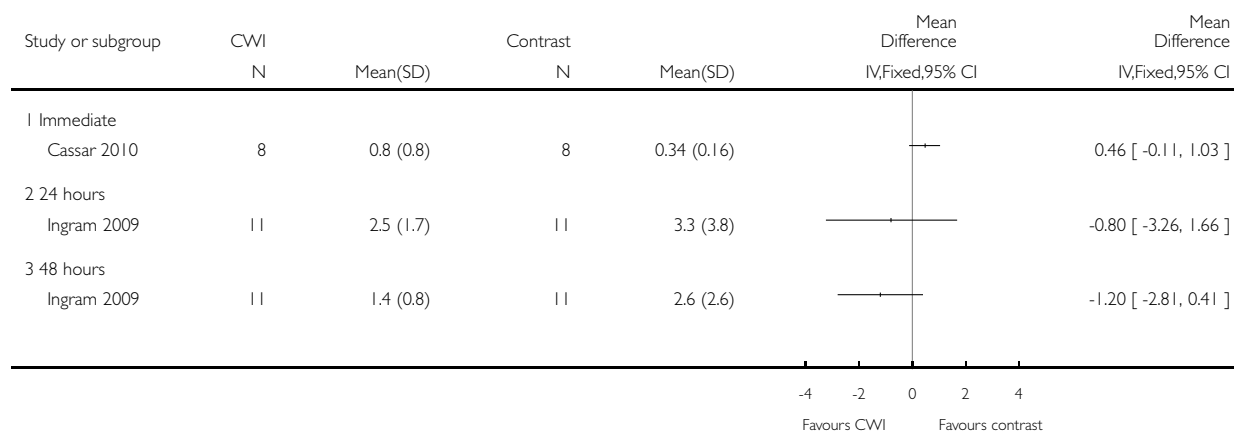 Mean Mean
Study or subgroup CWI Contrast Difference Difference
N Mean(SD) N Mean(SD) IV,Fixed,95% CI IV,Fixed,95% CI
1 Immediate
Cassar 2010 8 0.8 (0.8) 8 0.34 (0.16) 0.46 [ -0.11, 1.03 ]
2 24 hours
Ingram 2009 11 2.5 (1.7) 11 3.3 (3.8) -0.80 [ -3.26, 1.66 ]
3 48 hours
Ingram 2009 11 1.4 (0.8) 11 2.6 (2.6) -1.20 [ -2.81, 0.41 ]
-4 -2 0 2 4
Favours CWI Favours contrast